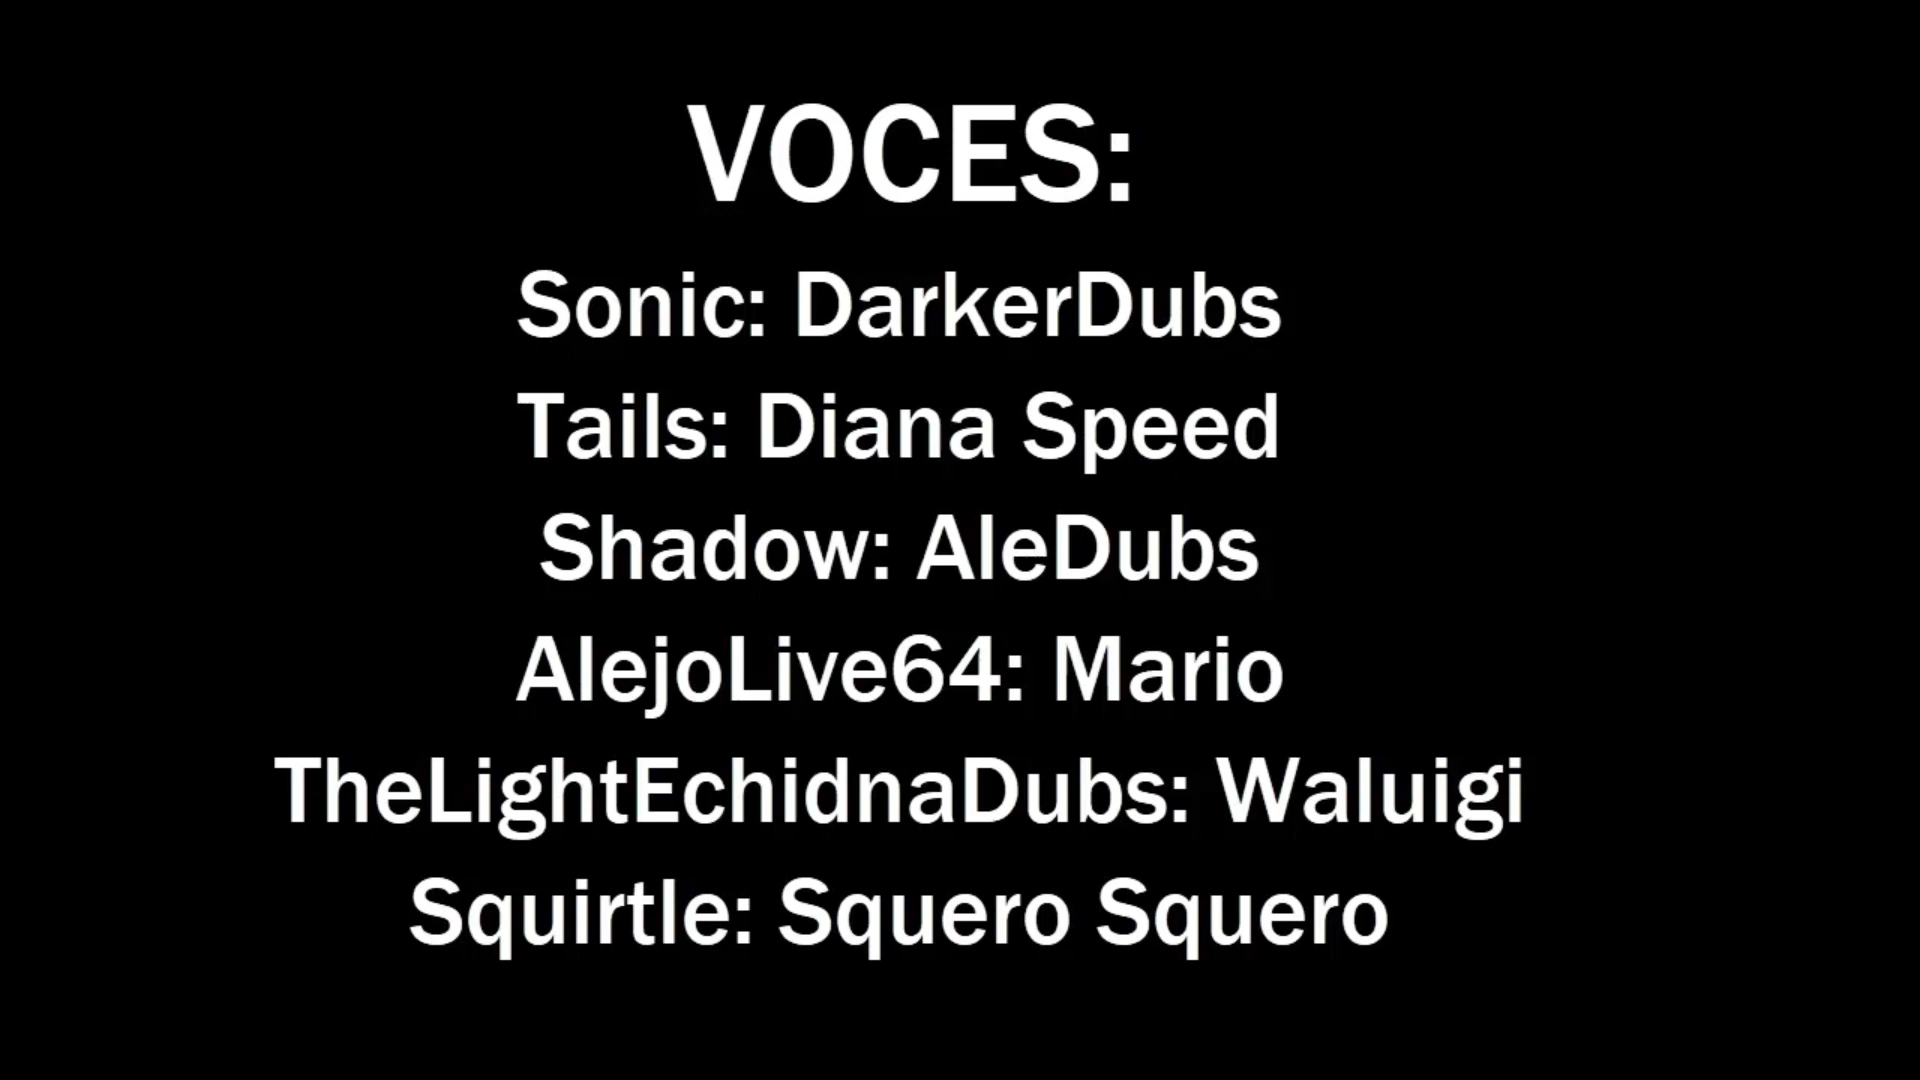 VOCES:
Sonic: DarkerDubs
Tails: Diana Speed
Shadow: AleDubs
AlejoLive64: Mario
TheLightEchidnaDubs: Waluigi
Squirtle: Squero Squero